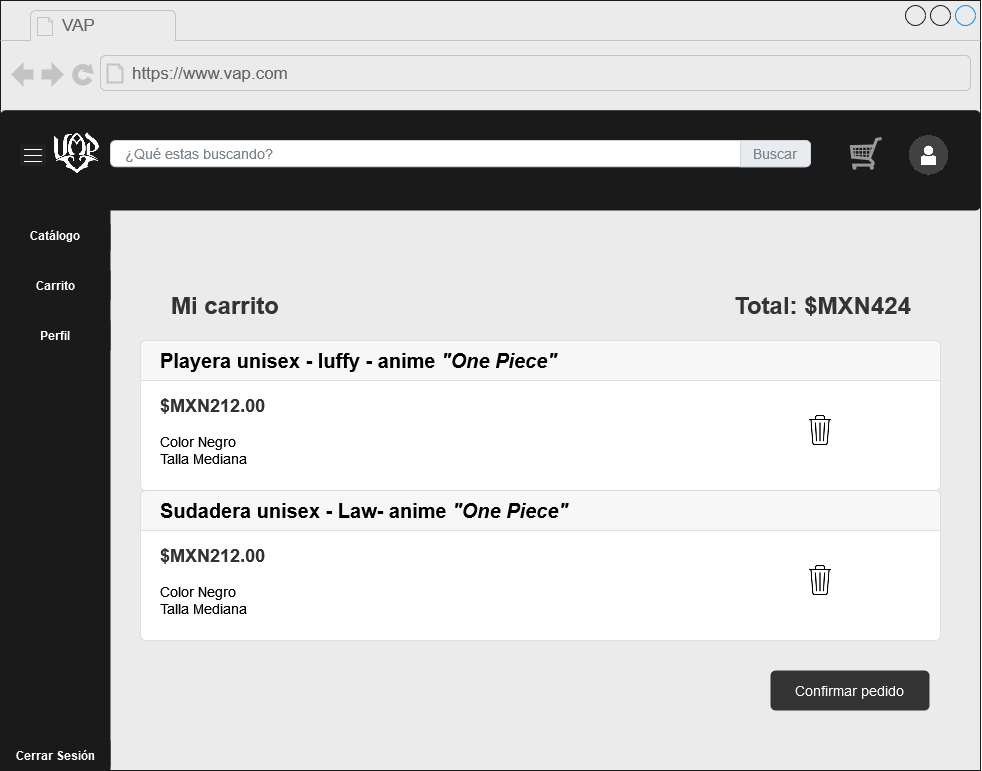 VAP
https://www.vap.com
VAP
¿Qué estas buscando?
Buscar
Catálogo
Carrito
Perfil
Mi carrito
Total: $MXN424
Playera unisex - luffy - anime "One Piece"
$MXN212.00
Color Negro
Talla Mediana
Sudadera unisex - Law- anime "One Piece"
$MXN212.00
Color Negro
Talla Mediana
Confirmar pedido
Cerrar Sesión